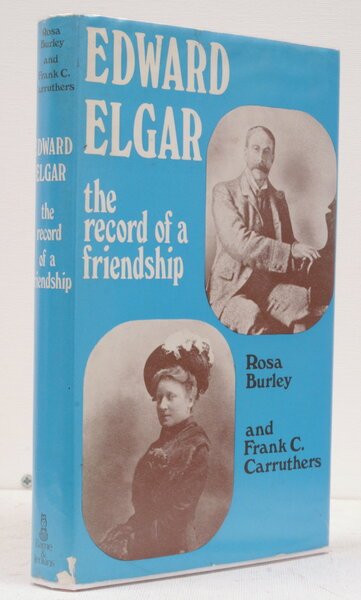 Rosa
Burley
and
Frank C.
Carruthers
EDWARD
ELGAR
the
record
of a
friendship
EDWARD
ELGAR
the
record of a
friendship
Rosa
Burley
and
Frank C.
Carruthers